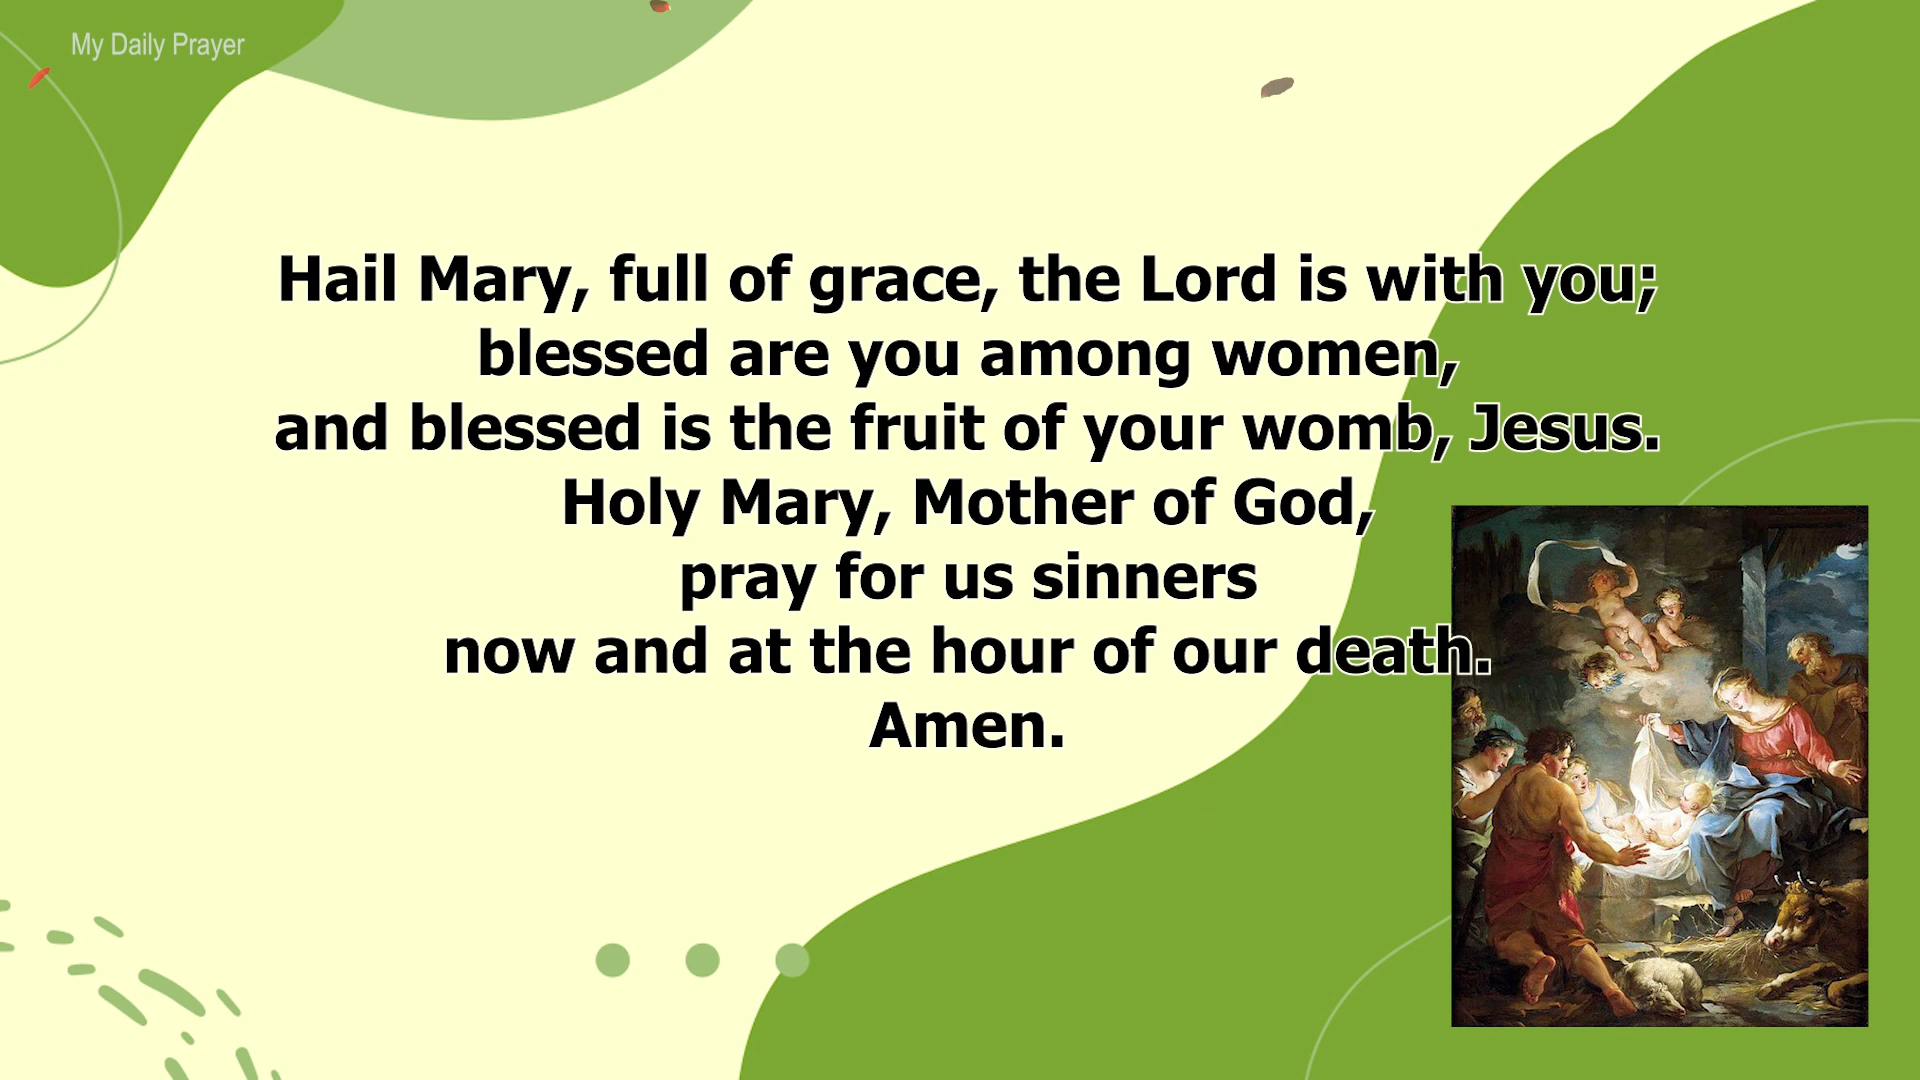 My Daily Prayer
Hail Mary, full of grace, the Lord is with you;
blessed are you among women,
and blessed is the fruit of your womb, Jesus.
Holy Mary, Mother of God,
pray for us sinners
now and at the hour of our death.
Amen.